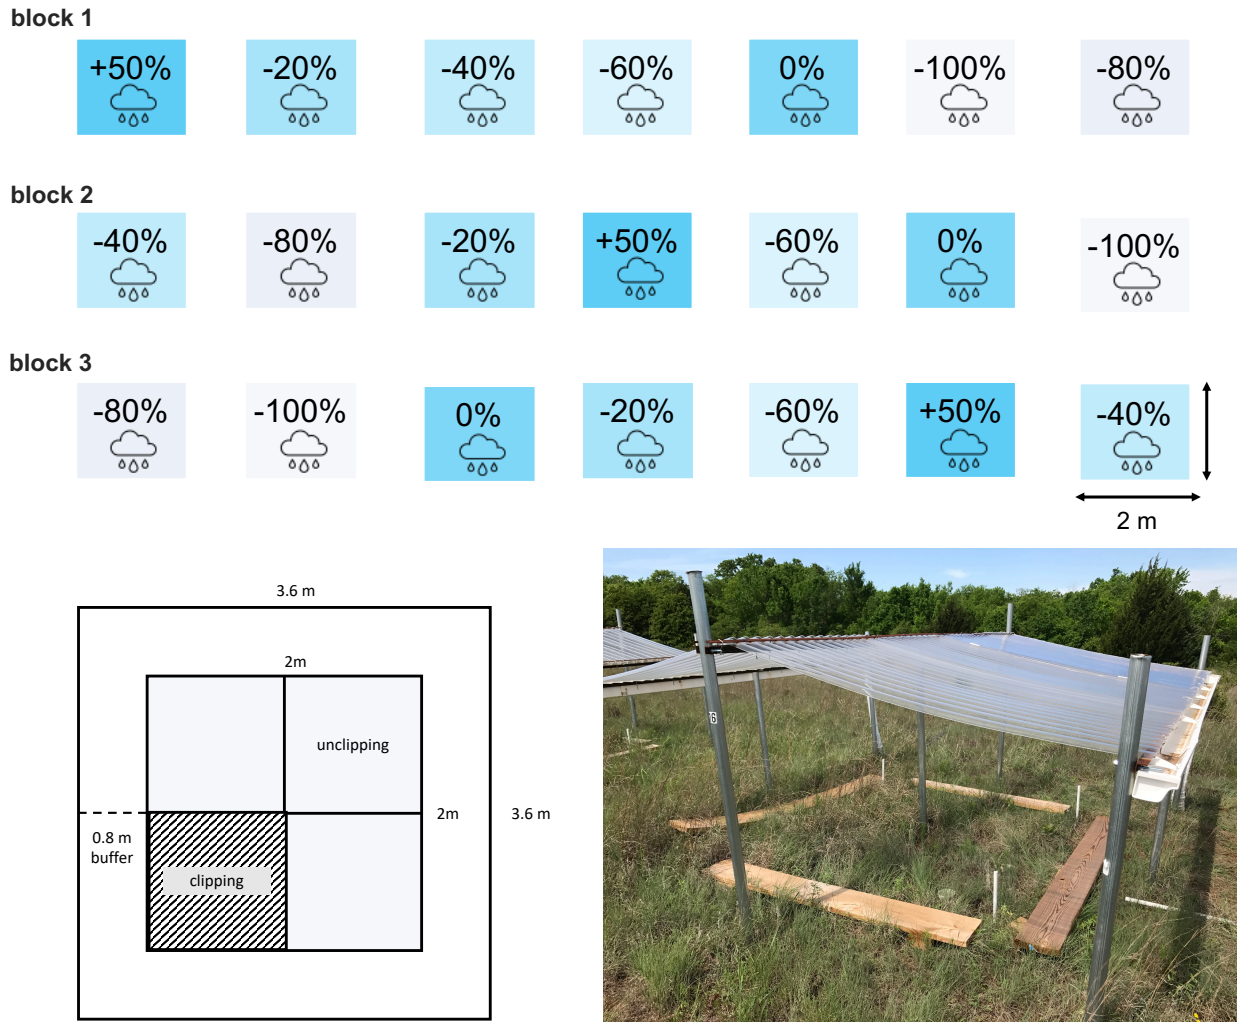 block 1
+50% -20% -40% -60% 0% -100% -80%
block 2
-40% -80% -20% +50% -60% 0% -100%
block 3
-80% -100% 0% -20% -60% +50% -40%
2 m
3.6 m
2m
unclipping
2m
3.6 m
0.8 m
buffer
clipping
6